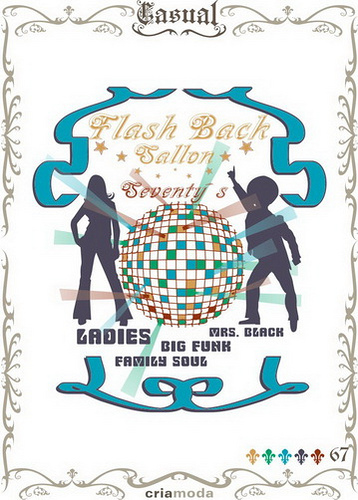 Casual
Flash Back
Sallon
Seventy's
LADIES
MRS. BLACK
BIG FUNK
FAMILY SOUL
67
criamoda